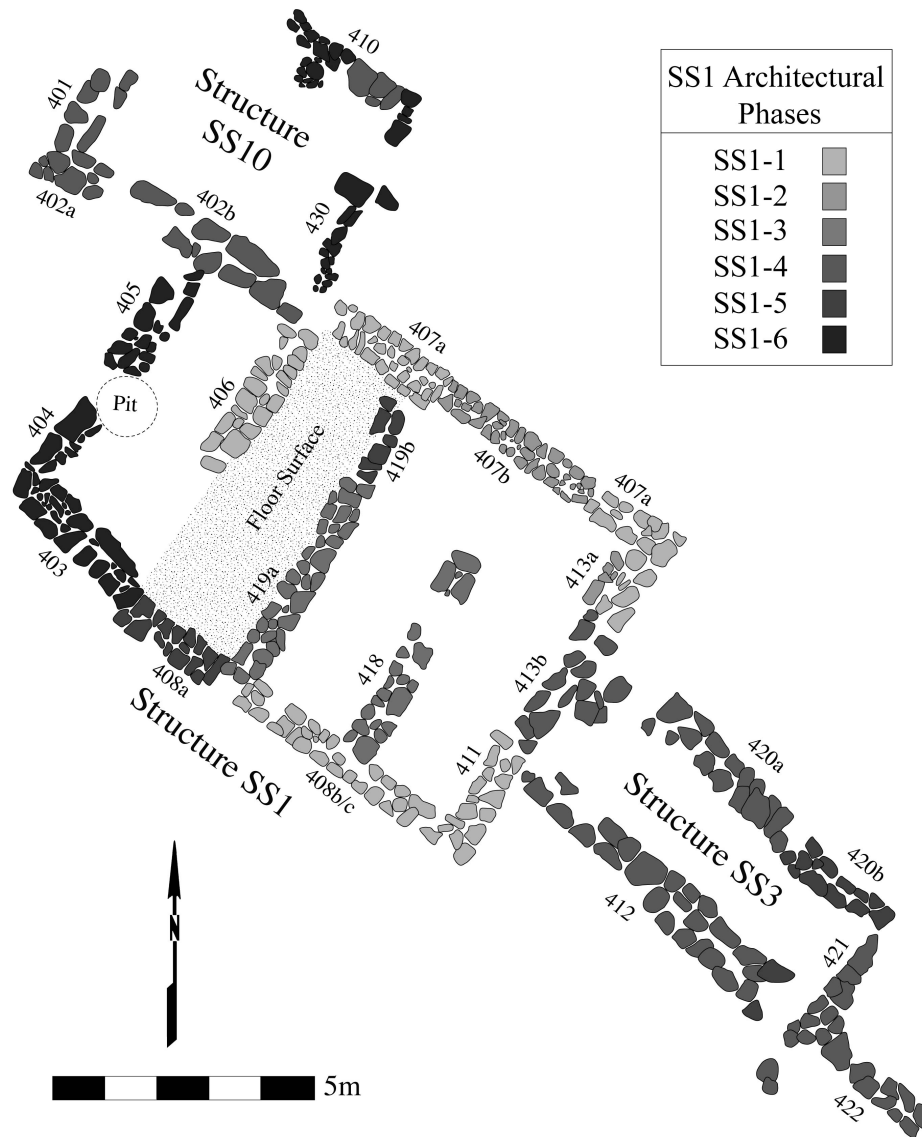 410
401
Structure
SS10
402a
402b
430
405
407a
406
Pit
404
Floor Surface
419b
407b
407a
403
419a
413a
408a
418
413b
Structure SS1
408b/c
411
420a
Structure SS3
420b
412
421
422
N
5m
SS1 Architectural
Phases
SS1-1
SS1-2
SS1-3
SS1-4
SS1-5
SS1-6